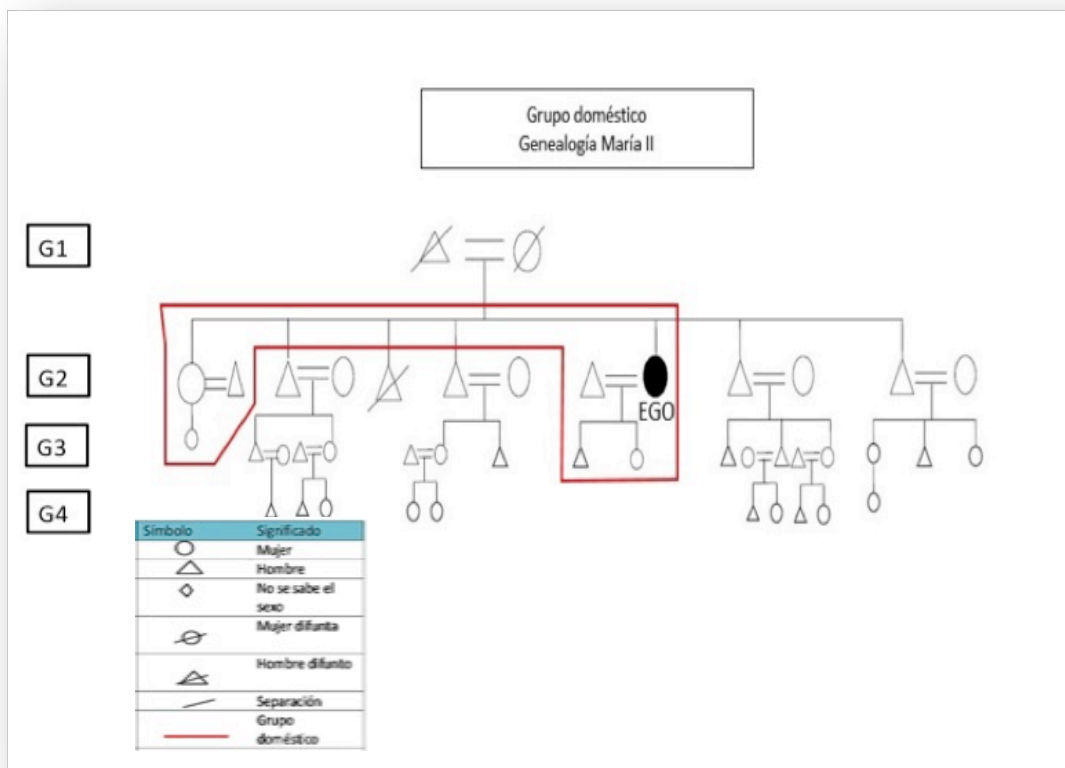 Grupo doméstico
Genealogía María II
G1
G2
EGO
G3
G4
Símbolo Significado
Mujer
Hombre
No se sabe el
sexo
Mujer difunta
Hombre difunto
Separación
Grupo
doméstico